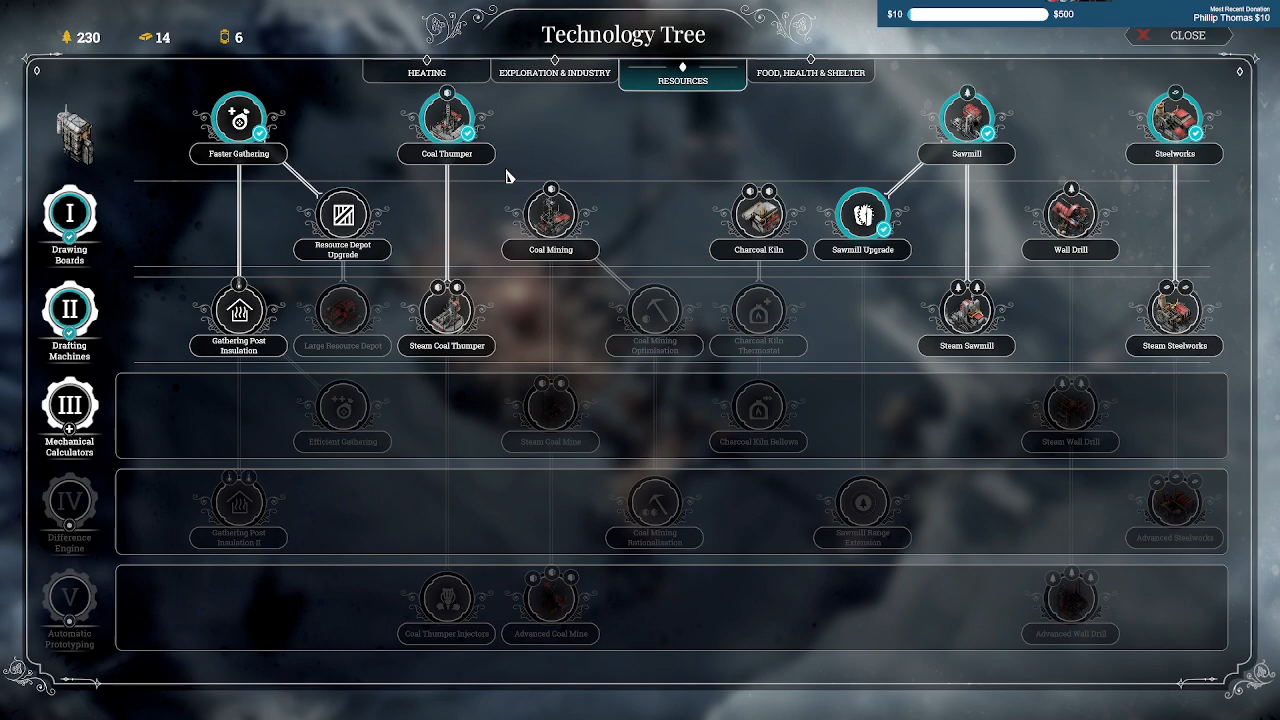 $10
$500
Most Recent Donation
Phillip Thomas $10
230
14
6
Technology Tree
CLOSE
HEATING
EXPLORATION & INDUSTRY
RESOURCES
FOOD, HEALTH & SHELTER
Faster Gathering
Coal Thumper
Sawmill
Steelworks
I
Drawing
Boards
Resource Depot
Upgrade
Coal Mining
Charcoal Kiln
Sawmill Upgrade
Wall Drill
II
Drafting
Machines
Gathering Post
Insulation
Large Resource Depot
Steam Coal Thumper
Coal Mining
Optimisation
Charcoal Kiln
Thermostat
Steam Sawmill
Steam Steelworks
III
Mechanical
Calculators
Efficient Gathering
Steam Coal Mine
Charcoal Kiln Bellows
Steam Wall Drill
IV
Difference
Engine
Gathering Post
Insulation II
Coal Mining
Rationalisation
Sawmill Range
Extension
Advanced Steelworks
V
Automatic
Prototyping
Coal Thumper Injectors
Advanced Coal Mine
Advanced Wall Drill